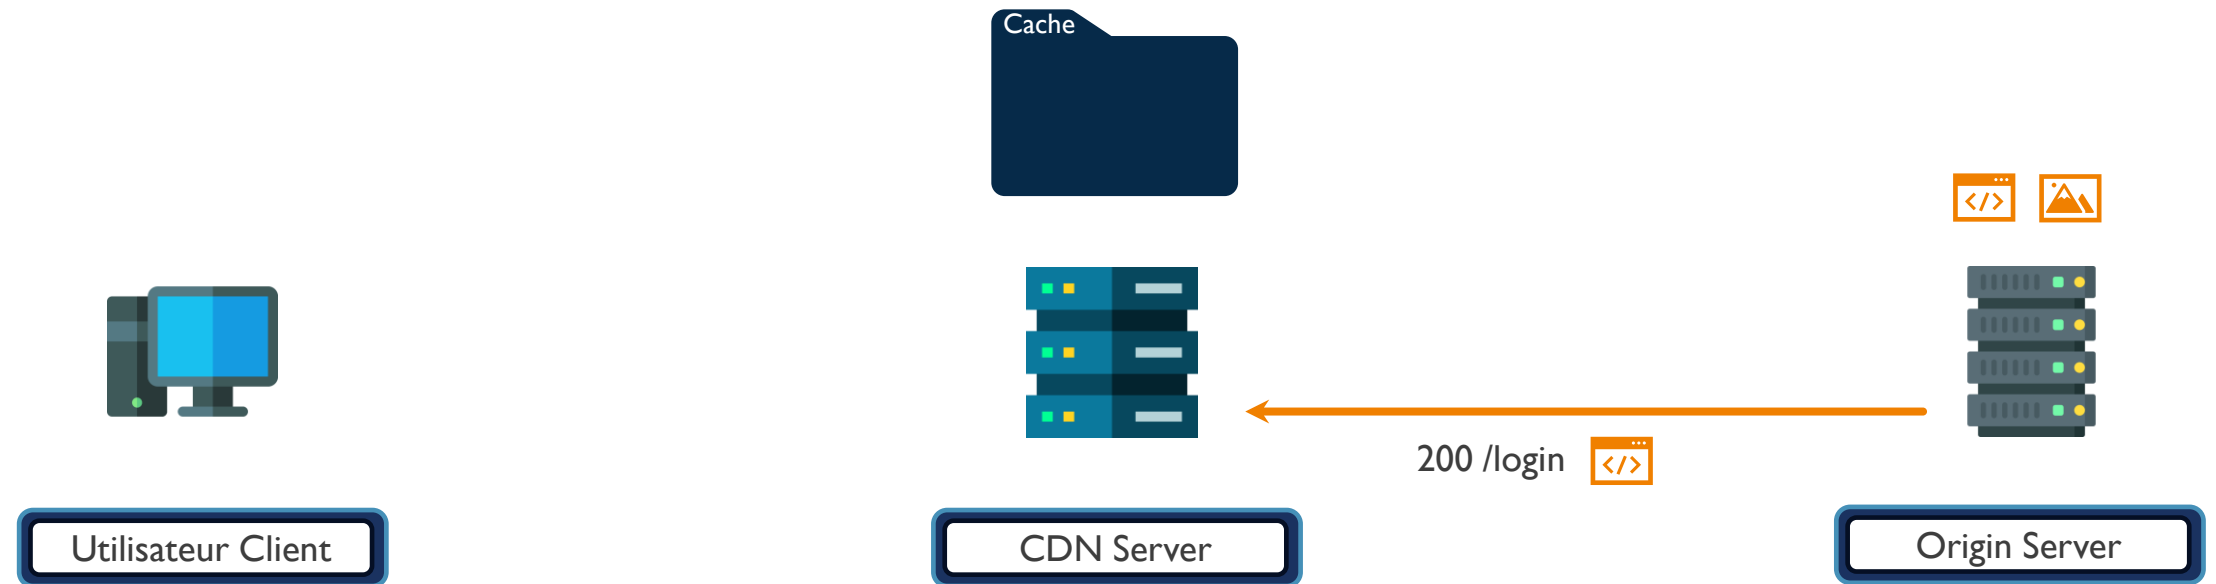 Cache
200 /login
Utilisateur Client
CDN Server
Origin Server